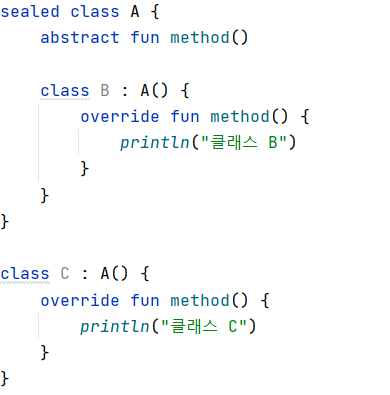 sealed class A {
    abstract fun method()

    class B : A() {
        override fun method() {
            println("클래스 B")
        }
    }
}

class C : A() {
    override fun method() {
        println("클래스 C")
    }
}